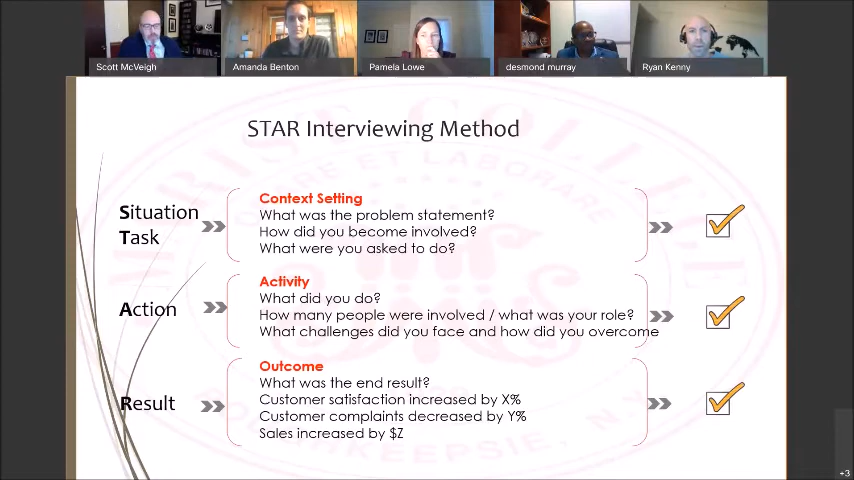 Scott McVeigh
Amanda Benton
Pamela Lowe
desmond murray
Ryan Kenny
STAR Interviewing Method
Situation
Task
Context Setting
What was the problem statement?
How did you become involved?
What were you asked to do?
Action
Activity
What did you do?
How many people were involved / what was your role?
What challenges did you face and how did you overcome
Result
Outcome
What was the end result?
Customer satisfaction increased by X%
Customer complaints decreased by Y%
Sales increased by $Z
+3